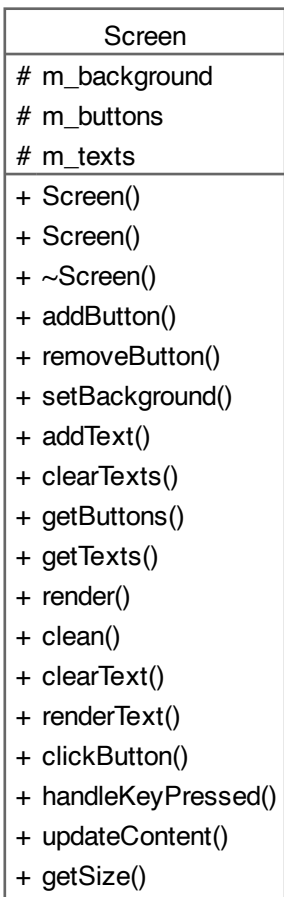 Screen
# m_background
# m_buttons
# m_texts
+ Screen()
+ Screen()
+ ~Screen()
+ addButton()
+ removeButton()
+ setBackground()
+ addText()
+ clearTexts()
+ getButtons()
+ getTexts()
+ render()
+ clean()
+ clearText()
+ renderText()
+ clickButton()
+ handleKeyPressed()
+ updateContent()
+ getSize()